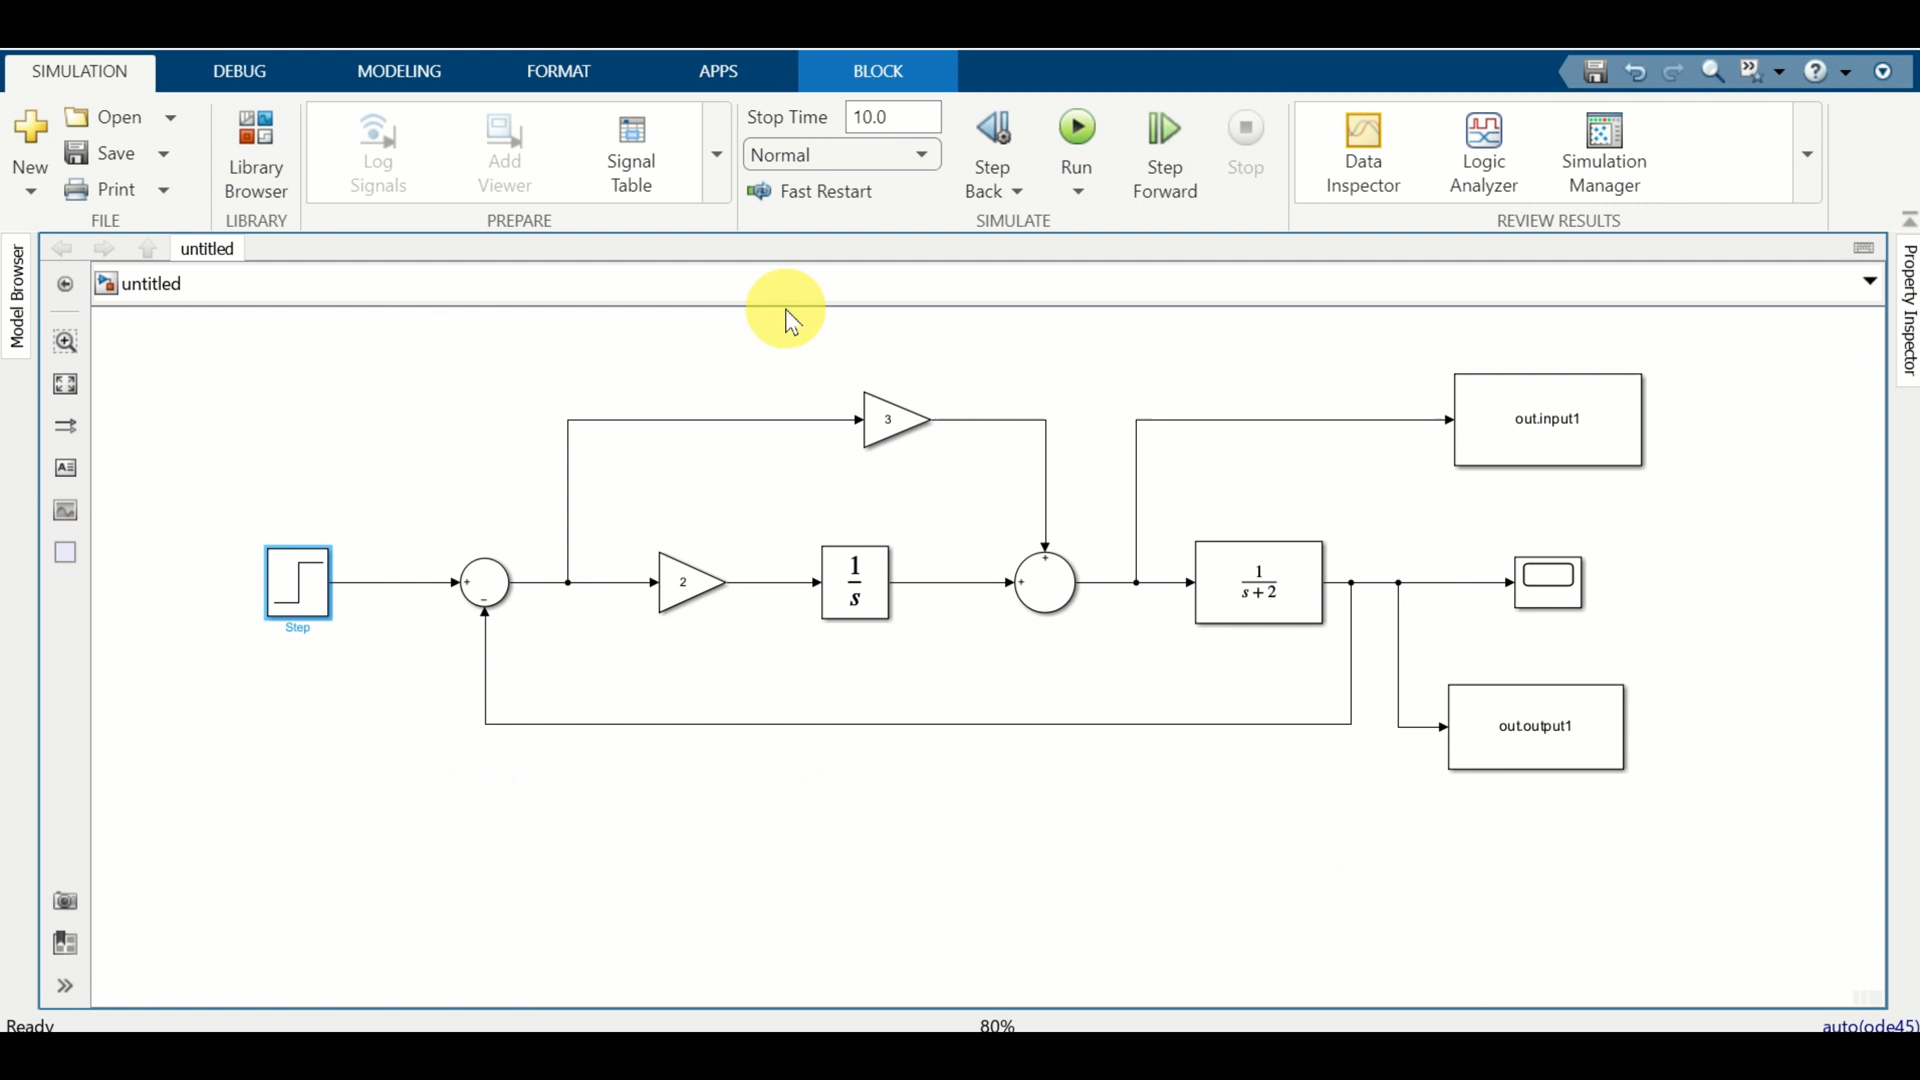 SIMULATION DEBUG MODELING FORMAT APPS BLOCK
New
Open
Save
Print
FILE
Library
Browser
LIBRARY
Log
Signals
Add
Viewer
Signal
Table
PREPARE
Stop Time 10.0
Normal
Fast Restart
Step
Back
Run
Step
Forward
Stop
SIMULATE
Data
Inspector
Logic
Analyzer
Simulation
Manager
REVIEW RESULTS
Model Browser
untitled
untitled
Property Inspector
3
out.input1
Step
+
−
2
1
s
+
+
1
s + 2
out.output1
Ready 80% auto(ode45)